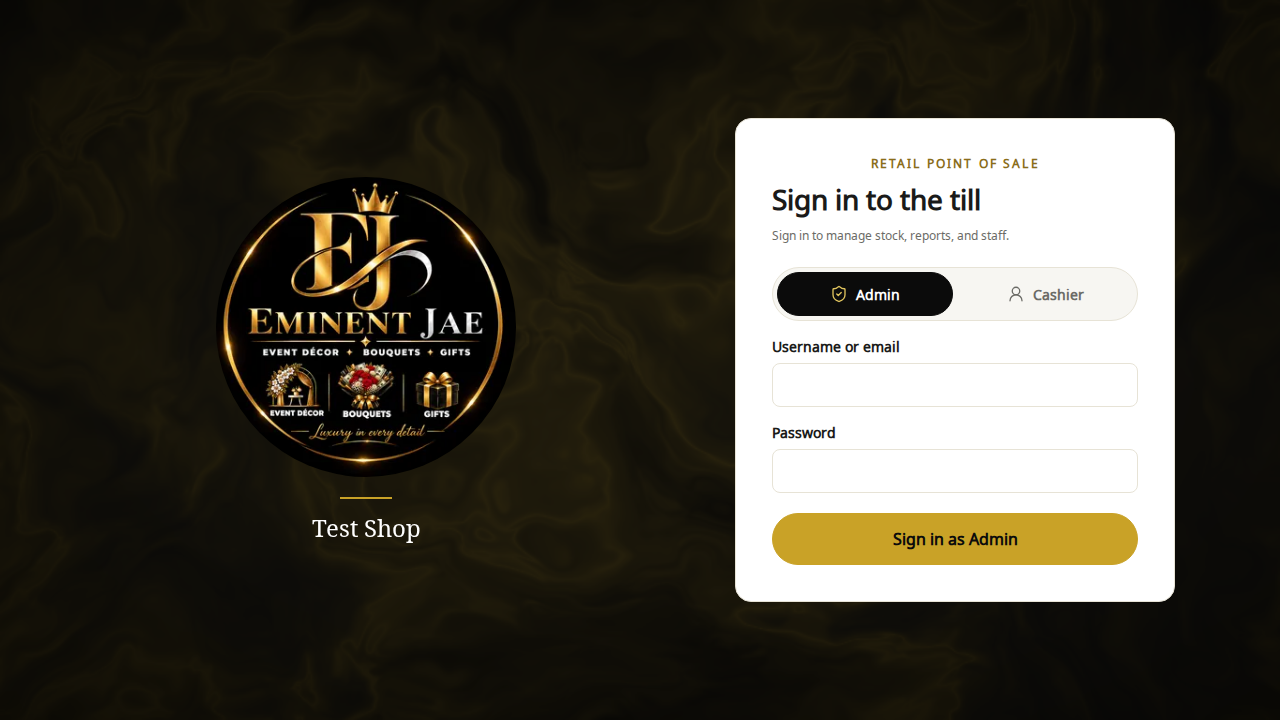 EJ
EMINENT JAE
EVENT DÉCOR ✦ BOUQUETS ✦ GIFTS
EVENT DÉCOR BOUQUETS GIFTS
Luxury in every detail
Test Shop
RETAIL POINT OF SALE
Sign in to the till
Sign in to manage stock, reports, and staff.
Admin Cashier
Username or email
Password
Sign in as Admin